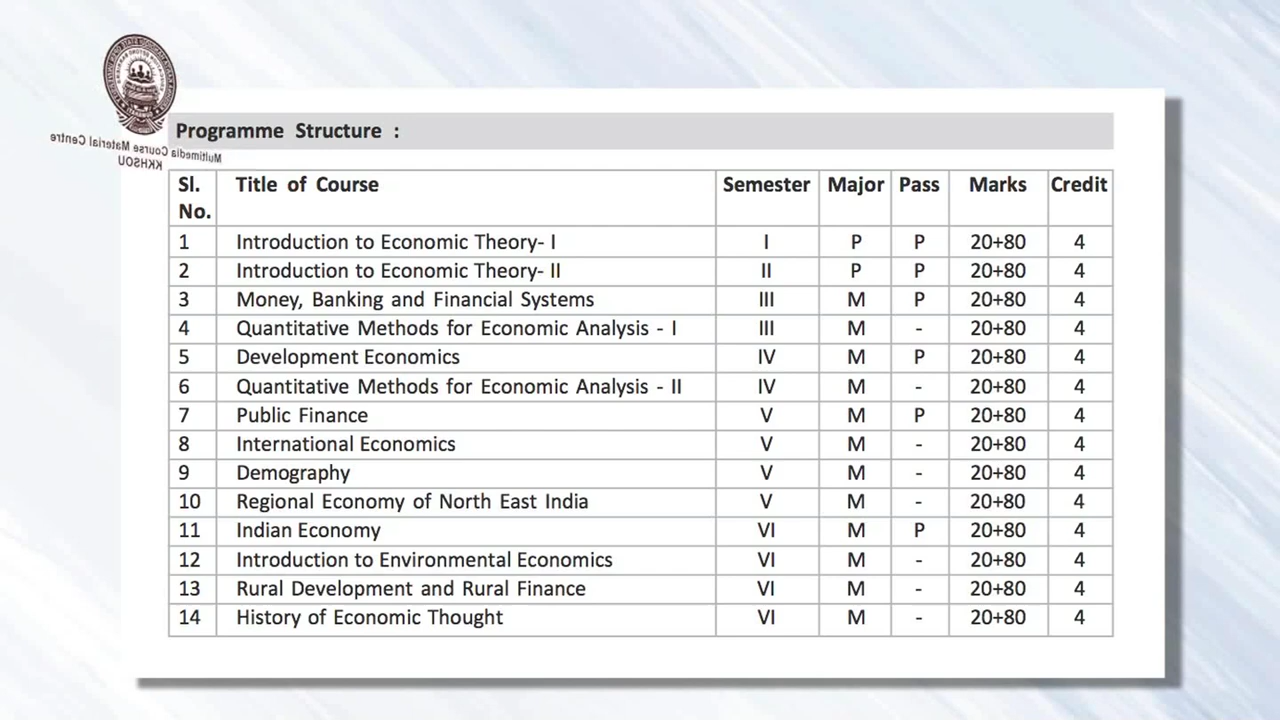 Multimedia Course Material Centre
KKHSOU
Programme Structure :
Sl. No. Title of Course Semester Major Pass Marks Credit
1 Introduction to Economic Theory- I I P P 20+80 4
2 Introduction to Economic Theory- II II P P 20+80 4
3 Money, Banking and Financial Systems III M P 20+80 4
4 Quantitative Methods for Economic Analysis - I III M - 20+80 4
5 Development Economics IV M P 20+80 4
6 Quantitative Methods for Economic Analysis - II IV M - 20+80 4
7 Public Finance V M P 20+80 4
8 International Economics V M - 20+80 4
9 Demography V M - 20+80 4
10 Regional Economy of North East India V M - 20+80 4
11 Indian Economy VI M P 20+80 4
12 Introduction to Environmental Economics VI M - 20+80 4
13 Rural Development and Rural Finance VI M - 20+80 4
14 History of Economic Thought VI M - 20+80 4